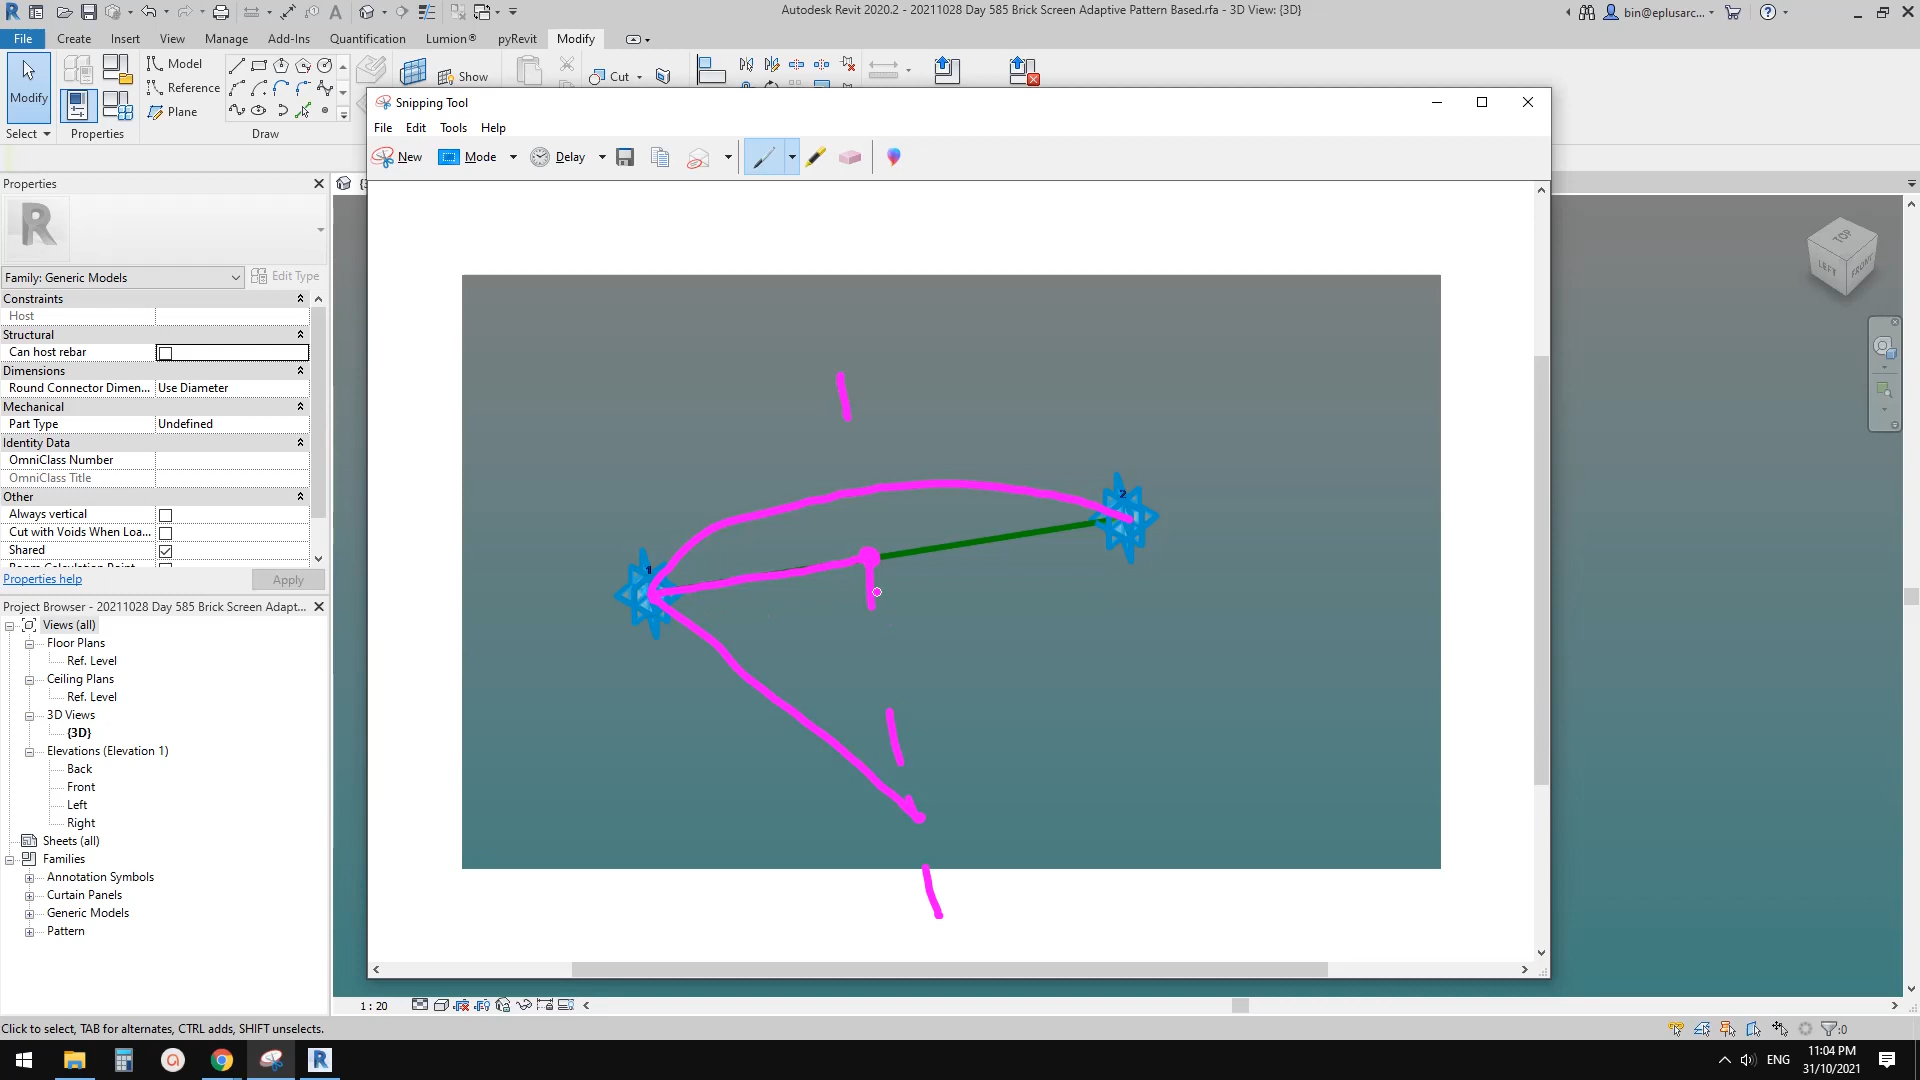 Autodesk Revit 2020.2 - 20211028 Day 585 Brick Screen Adaptive Pattern Based.rfa - 3D View: {3D}
bin@eplusarc...
File Create Insert View Manage Add-Ins Quantification Lumion® pyRevit Modify
Modify
Model
Reference
Plane
Show
Cut
Select Properties Draw
Snipping Tool
File Edit Tools Help
New Mode Delay
Properties
Family: Generic Models Edit Type
Constraints
Host
Structural
Can host rebar
Dimensions
Round Connector Dimen... Use Diameter
Mechanical
Part Type Undefined
Identity Data
OmniClass Number
OmniClass Title
Other
Always vertical
Cut with Voids When Loa...
Shared
Room Calculation Point
Properties help Apply
Project Browser - 20211028 Day 585 Brick Screen Adapt...
Views (all)
Floor Plans
Ref. Level
Ceiling Plans
Ref. Level
3D Views
{3D}
Elevations (Elevation 1)
Back
Front
Left
Right
Sheets (all)
Families
Annotation Symbols
Curtain Panels
Generic Models
Pattern
1
2
TOP
LEFT
FRONT
1 : 20
Click to select, TAB for alternates, CTRL adds, SHIFT unselects.
:0
ENG
11:04 PM
31/10/2021